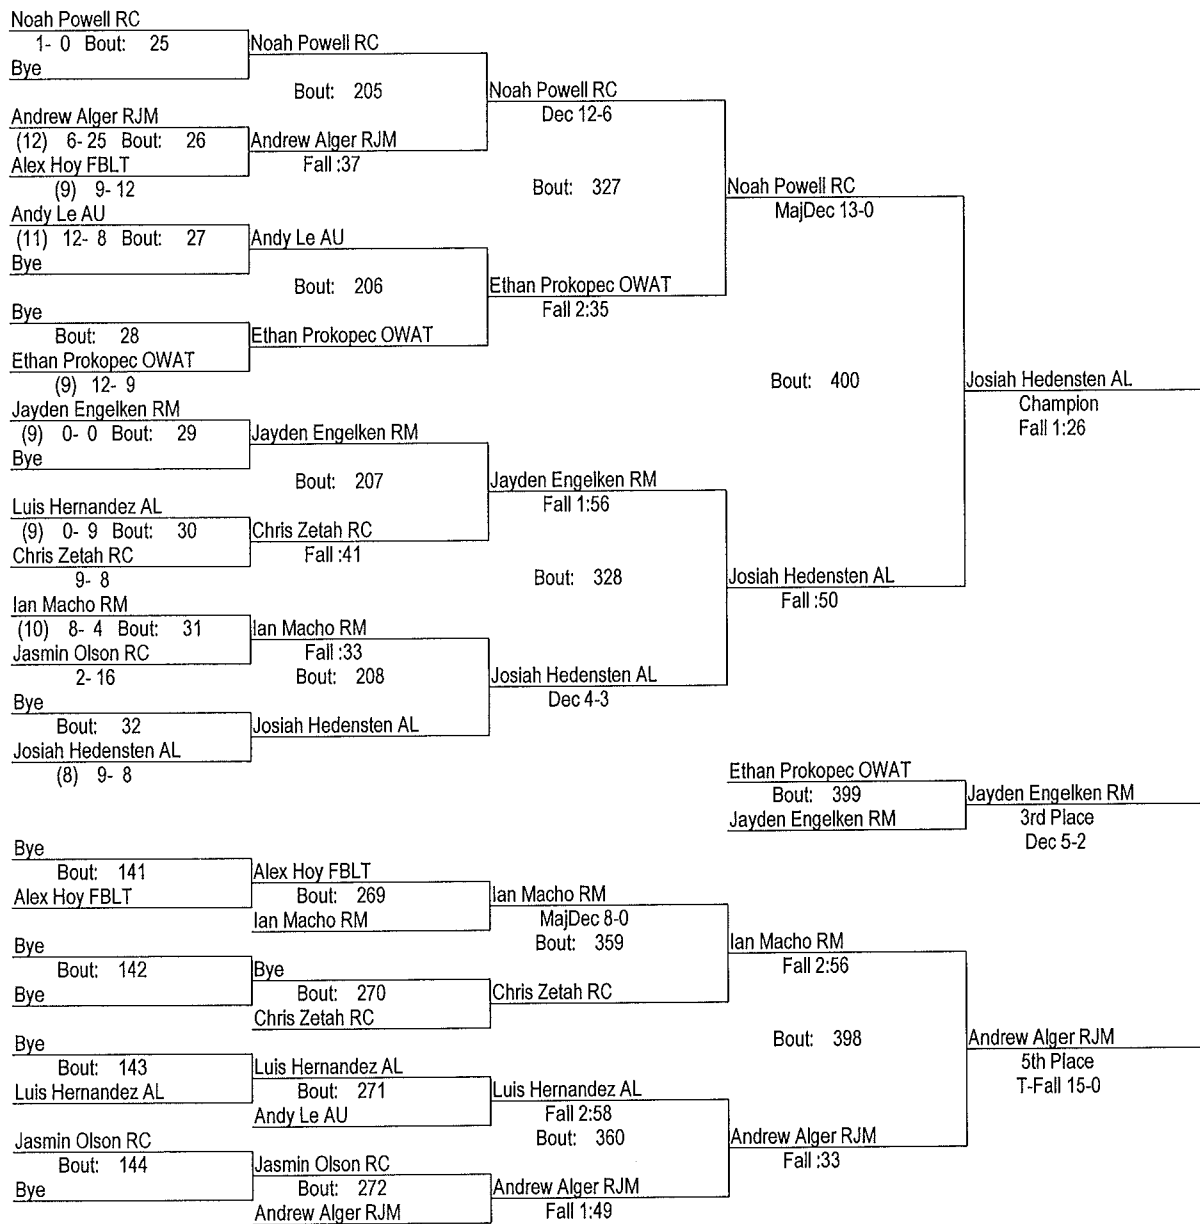 Noah Powell RC
1- 0 Bout: 25
Bye
Noah Powell RC
Bout: 205
Andrew Alger RJM
(12) 6- 25 Bout: 26
Alex Hoy FBLT
(9) 9- 12
Andrew Alger RJM
Fall :37
Noah Powell RC
Dec 12-6
Andy Le AU
(11) 12- 8 Bout: 27
Bye
Andy Le AU
Bout: 206
Bye
Bout: 28
Ethan Prokopec OWAT
(9) 12- 9
Ethan Prokopec OWAT
Ethan Prokopec OWAT
Fall 2:35
Bout: 327
Noah Powell RC
MajDec 13-0
Jayden Engelken RM
(9) 0- 0 Bout: 29
Bye
Jayden Engelken RM
Bout: 207
Luis Hernandez AL
(9) 0- 9 Bout: 30
Chris Zetah RC
9- 8
Chris Zetah RC
Fall :41
Jayden Engelken RM
Fall 1:56
Ian Macho RM
(10) 8- 4 Bout: 31
Jasmin Olson RC
2- 16
Ian Macho RM
Fall :33
Bout: 208
Bye
Bout: 32
Josiah Hedensten AL
(8) 9- 8
Josiah Hedensten AL
Josiah Hedensten AL
Dec 4-3
Bout: 328
Josiah Hedensten AL
Fall :50
Bout: 400
Josiah Hedensten AL
Champion
Fall 1:26
Ethan Prokopec OWAT
Bout: 399
Jayden Engelken RM
Jayden Engelken RM
3rd Place
Dec 5-2
Bye
Bout: 141
Alex Hoy FBLT
Alex Hoy FBLT
Bout: 269
Ian Macho RM
Ian Macho RM
MajDec 8-0
Bout: 359
Bye
Bout: 142
Bye
Bye
Bout: 270
Chris Zetah RC
Chris Zetah RC
Ian Macho RM
Fall 2:56
Bye
Bout: 143
Luis Hernandez AL
Luis Hernandez AL
Bout: 271
Andy Le AU
Luis Hernandez AL
Fall 2:58
Bout: 360
Jasmin Olson RC
Bout: 144
Bye
Jasmin Olson RC
Bout: 272
Andrew Alger RJM
Andrew Alger RJM
Fall 1:49
Andrew Alger RJM
Fall :33
Bout: 398
Andrew Alger RJM
5th Place
T-Fall 15-0